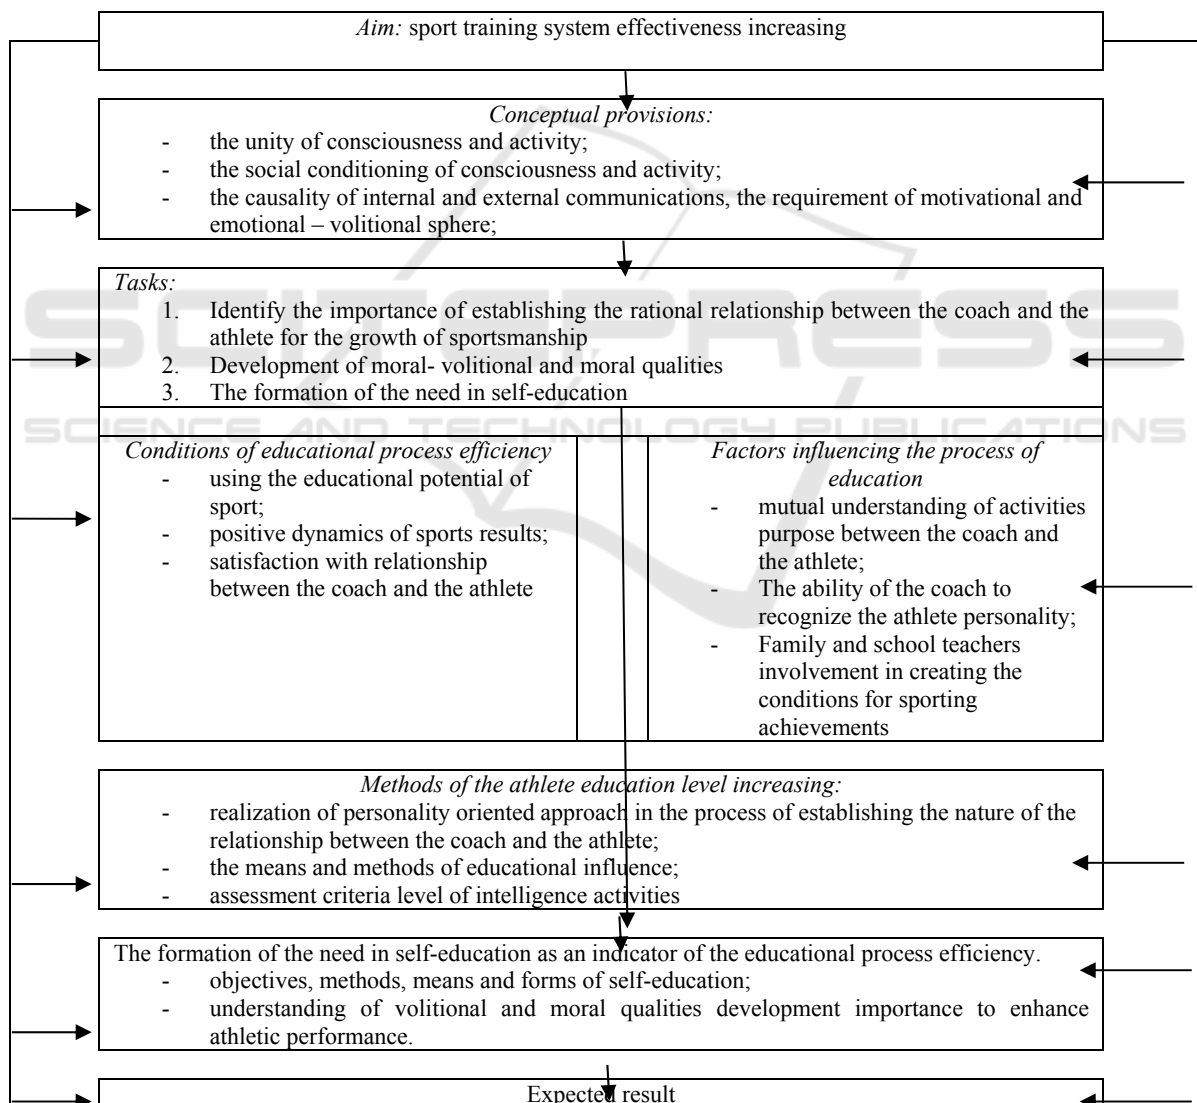 Aim: sport training system effectiveness increasing
Conceptual provisions:
- the unity of consciousness and activity;
- the social conditioning of consciousness and activity;
- the causality of internal and external communications, the requirement of motivational and
emotional – volitional sphere;
Tasks:
1. Identify the importance of establishing the rational relationship between the coach and the
athlete for the growth of sportsmanship
2. Development of moral- volitional and moral qualities
3. The formation of the need in self-education
SCITEPRESS
SCIENCE AND TECHNOLOGY PUBLICATIONS
Conditions of educational process efficiency
- using the educational potential of
sport;
- positive dynamics of sports results;
- satisfaction with relationship
between the coach and the athlete
Factors influencing the process of
education
- mutual understanding of activities
purpose between the coach and
the athlete;
- The ability of the coach to
recognize the athlete personality;
- Family and school teachers
involvement in creating the
conditions for sporting
achievements
Methods of the athlete education level increasing:
- realization of personality oriented approach in the process of establishing the nature of the
relationship between the coach and the athlete;
- the means and methods of educational influence;
- assessment criteria level of intelligence activities
The formation of the need in self-education as an indicator of the educational process efficiency.
- objectives, methods, means and forms of self-education;
- understanding of volitional and moral qualities development importance to enhance
athletic performance.
Expected result